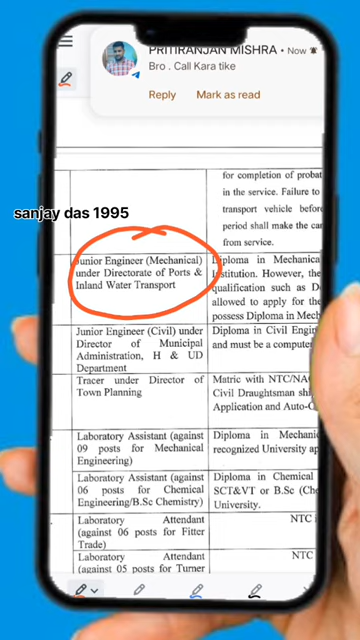 PRITIRANJAN MISHRA • Now
Bro . Call Kara tike
Reply Mark as read
for completion of probat
in the service. Failure to
transport vehicle before
period shall make the car
from service.
sanjay das 1995
Junior Engineer (Mechanical)
under Directorate of Ports &
Inland Water Transport
Diploma in Mechanical
Institution. However, the
qualification such as D
allowed to apply for the
possess Diploma in Mech
Junior Engineer (Civil) under
Director of Municipal
Administration, H & UD
Department
Diploma in Civil Engin
and must be a compute
Tracer under Director of
Town Planning
Matric with NTC/NA
Civil Draughtsman shi
Application and Auto-C
Laboratory Assistant (against
09 posts for Mechanical
Engineering)
Diploma in Mechani
recognized University ap
Laboratory Assistant (against
06 posts for Chemical
Engineering/B.Sc Chemistry)
Diploma in Chemical
SCT&VT or B.Sc (Che
University.
Laboratory Attendant
(against 06 posts for Fitter
Trade)
NTC i
Laboratory Attendant
(against 05 posts for Turner
NTC